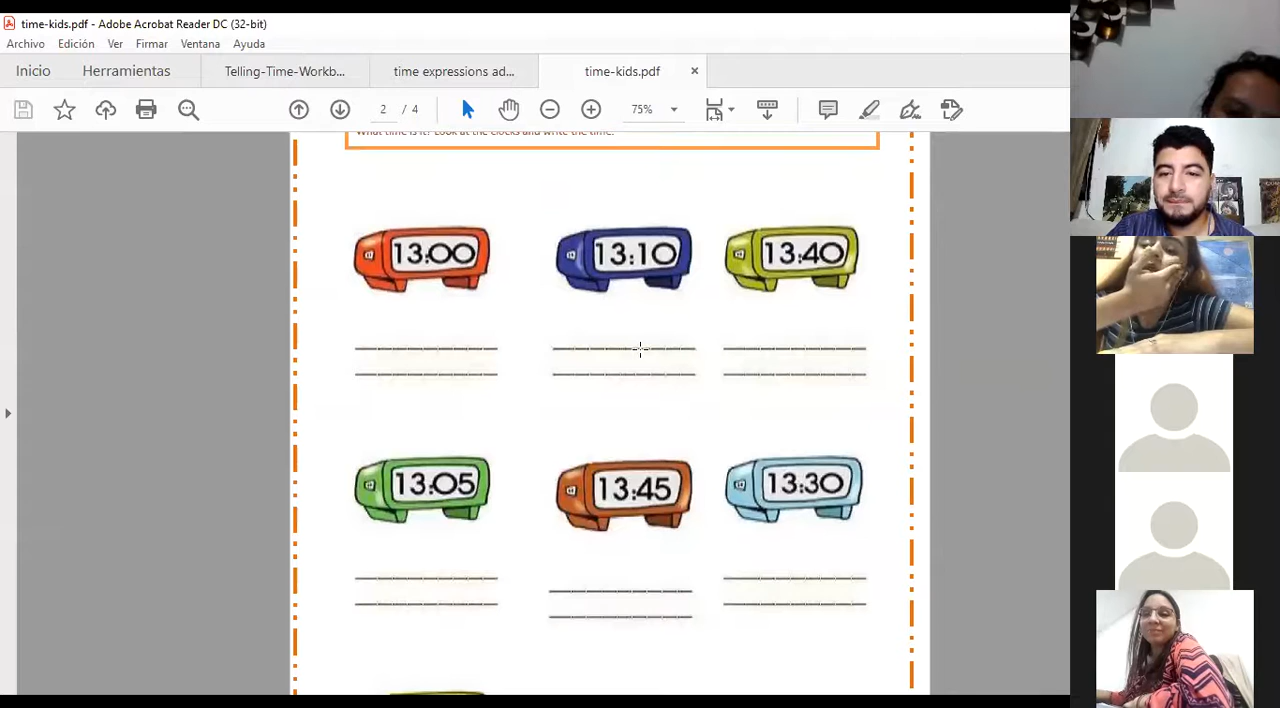 time-kids.pdf - Adobe Acrobat Reader DC (32-bit)
Archivo Edición Ver Firmar Ventana Ayuda
Inicio Herramientas Telling-Time-Workb... time expressions ad... time-kids.pdf
2 / 4 75%
What time is it? Look at the clocks and write the time.
13:00 13:10 13:40
13:05 13:45 13:30